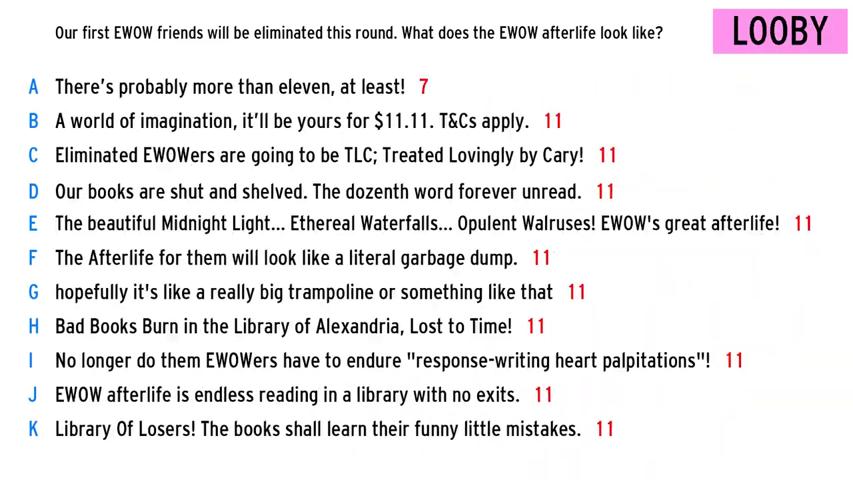 Our first EWOW friends will be eliminated this round. What does the EWOW afterlife look like?
LOOBY
A There's probably more than eleven, at least! 7
B A world of imagination, it'll be yours for $11.11. T&Cs apply. 11
C Eliminated EWOWers are going to be TLC; Treated Lovingly by Cary! 11
D Our books are shut and shelved. The dozenth word forever unread. 11
E The beautiful Midnight Light... Ethereal Waterfalls... Opulent Walruses! EWOW's great afterlife! 11
F The Afterlife for them will look like a literal garbage dump. 11
G hopefully it's like a really big trampoline or something like that 11
H Bad Books Burn in the Library of Alexandria, Lost to Time! 11
I No longer do them EWOWers have to endure "response-writing heart palpitations"! 11
J EWOW afterlife is endless reading in a library with no exits. 11
K Library Of Losers! The books shall learn their funny little mistakes. 11